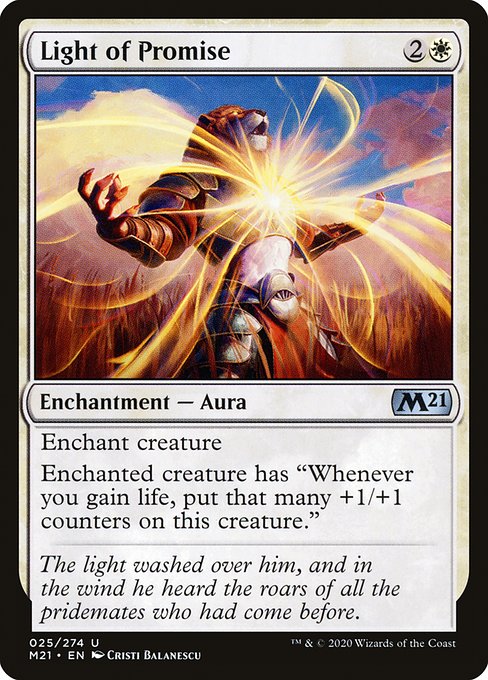 Light of Promise 2
Enchantment — Aura M21
Enchant creature
Enchanted creature has “Whenever
you gain life, put that many +1/+1
counters on this creature.”
The light washed over him, and in
the wind he heard the roars of all the
pridemates who had come before.
025/274 U ™ & © 2020 Wizards of the Coast
M21 • EN Cristi Balanescu